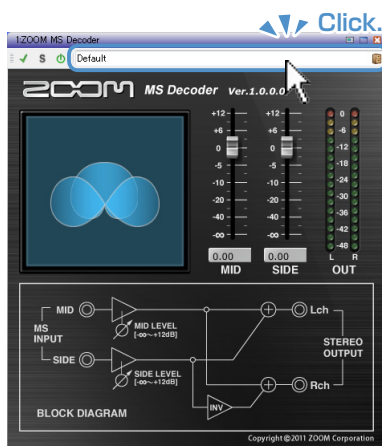 Click.
1:ZOOM MS Decoder
S
Default
ZOOM MS Decoder Ver.1.0.0.0
+12 +12 0
+6 +6 -6
0 0 -12
-5 -5 -18
-10 -10 -24
-20 -20 -30
-40 -40 -36
-∞ -∞ -42
-48
0.00 0.00 L R
MID SIDE OUT
MID
MID LEVEL
[-∞~+12dB]
MS
INPUT
SIDE
SIDE LEVEL
[-∞~+12dB]
INV
Lch
STEREO
OUTPUT
Rch
BLOCK DIAGRAM
Copyright@2011 ZOOM Corporation